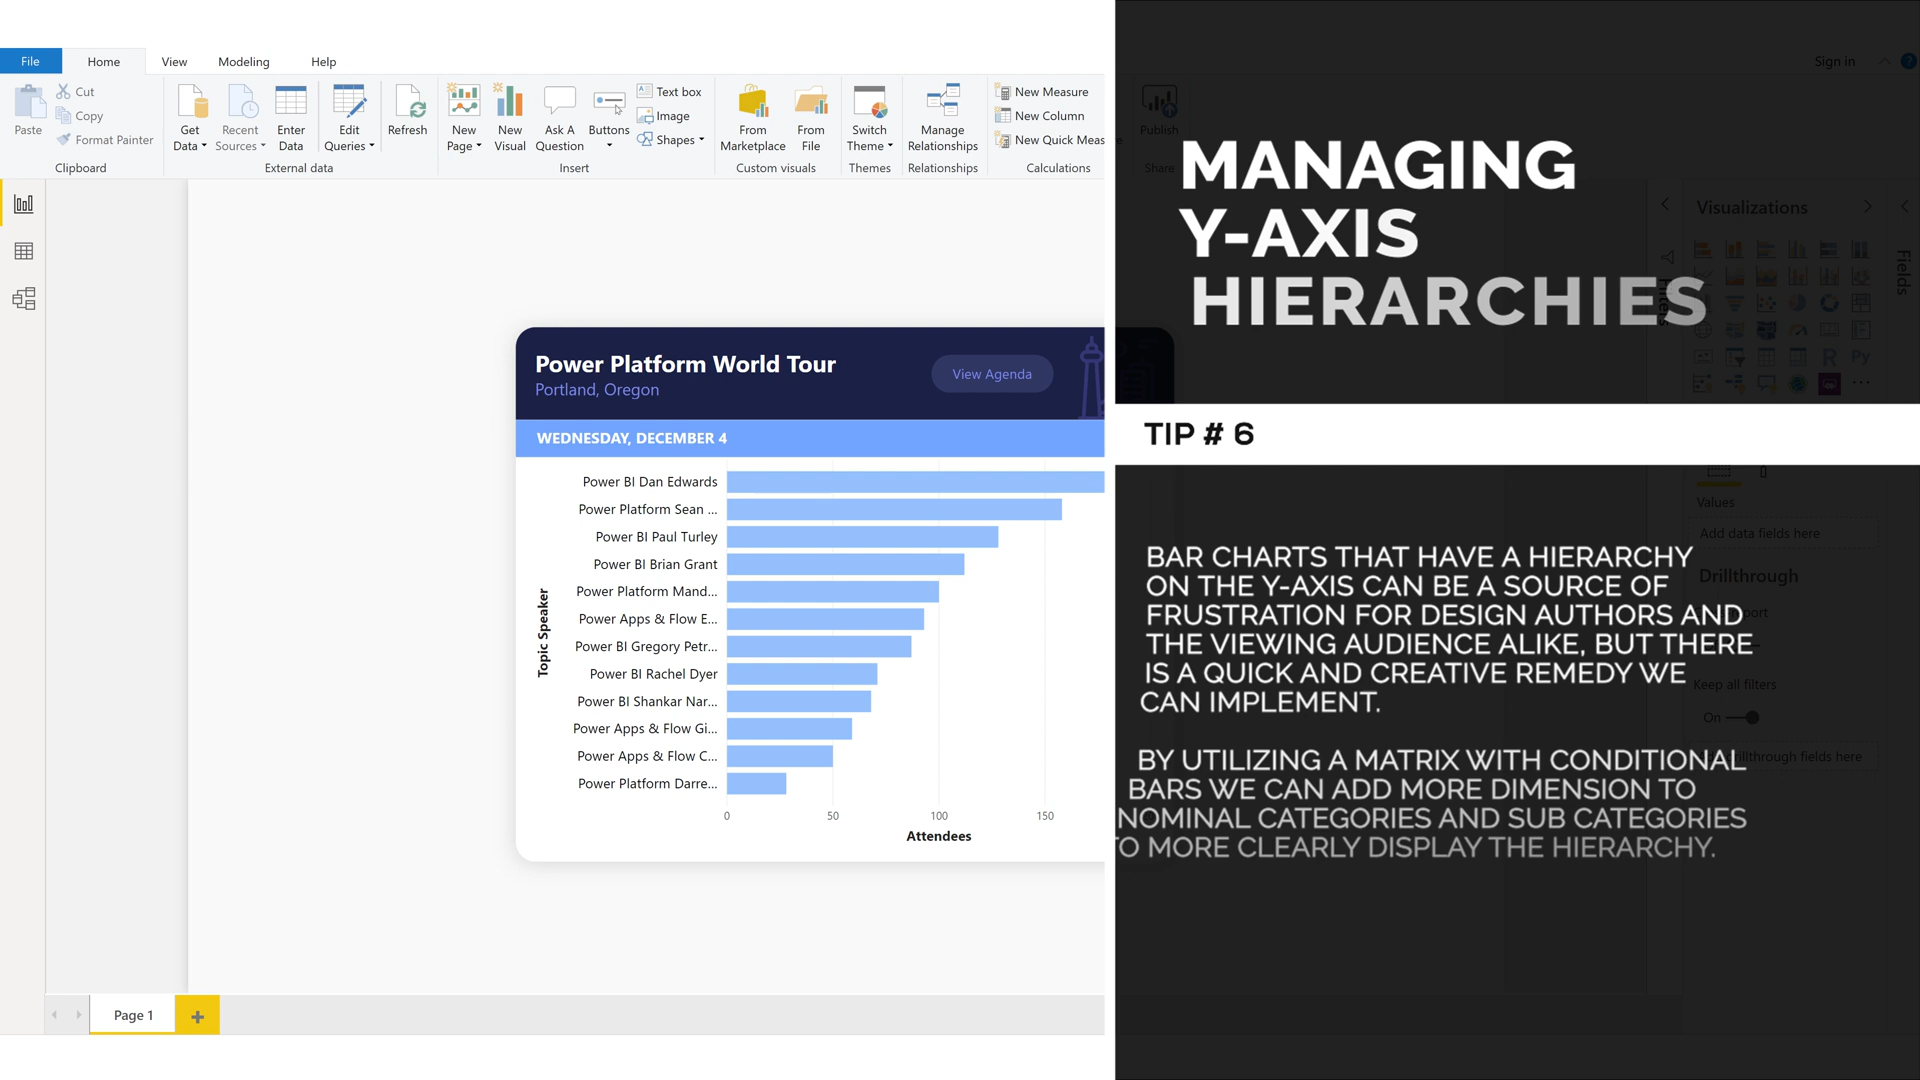 File
Home
View
Modeling
Help
Sign in
Paste
Cut
Copy
Format Painter
Clipboard
Get
Data
Recent
Sources
Enter
Data
Edit
Queries
External data
Refresh
New
Page
New
Visual
Ask A
Question
Buttons
Text box
Image
Shapes
Insert
From
Marketplace
From
File
Custom visuals
Switch
Theme
Themes
Manage
Relationships
Relationships
New Measure
New Column
New Quick Meas
Calculations
Publish
Share
MANAGING
Y-AXIS
HIERARCHIES
Visualizations
Fields
Filters
R
Py
Power Platform World Tour
Portland, Oregon
View Agenda
WEDNESDAY, DECEMBER 4
Topic Speaker
Power BI Dan Edwards
Power Platform Sean ...
Power BI Paul Turley
Power BI Brian Grant
Power Platform Mand...
Power Apps & Flow E...
Power BI Gregory Petr...
Power BI Rachel Dyer
Power BI Shankar Nar...
Power Apps & Flow Gi...
Power Apps & Flow C...
Power Platform Darre...
0
50
100
150
Attendees
TIP # 6
Values
Add data fields here
Drillthrough
Keep all filters
On
drillthrough fields here
BAR CHARTS THAT HAVE A HIERARCHY
ON THE Y-AXIS CAN BE A SOURCE OF
FRUSTRATION FOR DESIGN AUTHORS AND
THE VIEWING AUDIENCE ALIKE, BUT THERE
IS A QUICK AND CREATIVE REMEDY WE
CAN IMPLEMENT.
BY UTILIZING A MATRIX WITH CONDITIONAL
BARS WE CAN ADD MORE DIMENSION TO
NOMINAL CATEGORIES AND SUB CATEGORIES
TO MORE CLEARLY DISPLAY THE HIERARCHY.
Page 1